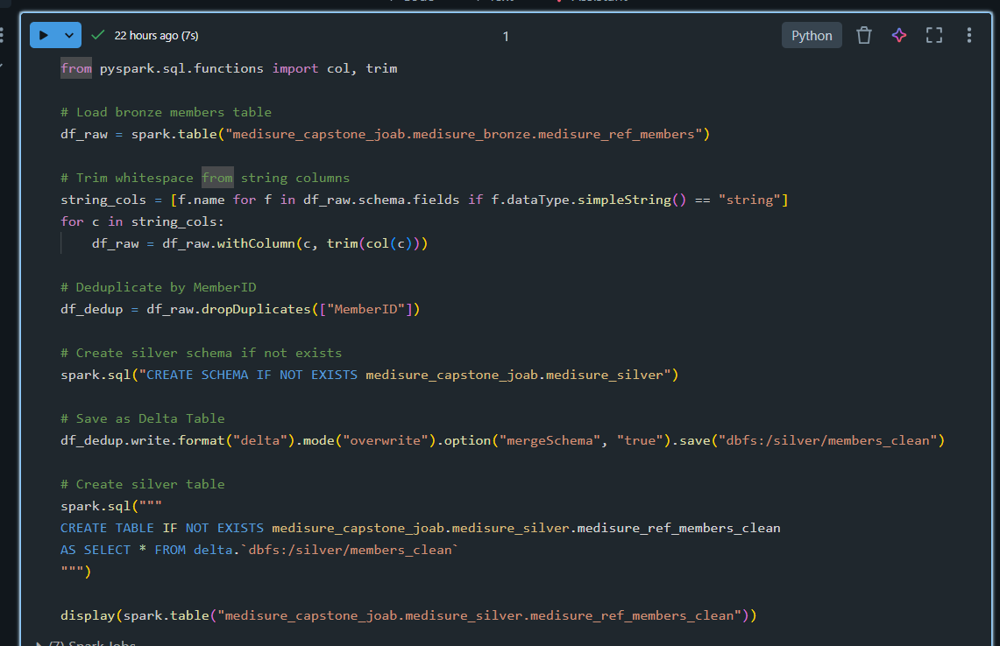 22 hours ago (7s)
1
Python
from pyspark.sql.functions import col, trim
# Load bronze members table
df_raw = spark.table("medisure_capstone_joab.medisure_bronze.medisure_ref_members")
# Trim whitespace from string columns
string_cols = [f.name for f in df_raw.schema.fields if f.dataType.simpleString() == "string"]
for c in string_cols:
    df_raw = df_raw.withColumn(c, trim(col(c)))
# Deduplicate by MemberID
df_dedup = df_raw.dropDuplicates(["MemberID"])
# Create silver schema if not exists
spark.sql("CREATE SCHEMA IF NOT EXISTS medisure_capstone_joab.medisure_silver")
# Save as Delta Table
df_dedup.write.format("delta").mode("overwrite").option("mergeSchema", "true").save("dbfs:/silver/members_clean")
# Create silver table
spark.sql("""
CREATE TABLE IF NOT EXISTS medisure_capstone_joab.medisure_silver.medisure_ref_members_clean
AS SELECT * FROM delta.`dbfs:/silver/members_clean`
""")
display(spark.table("medisure_capstone_joab.medisure_silver.medisure_ref_members_clean"))
(7) Spark Jobs